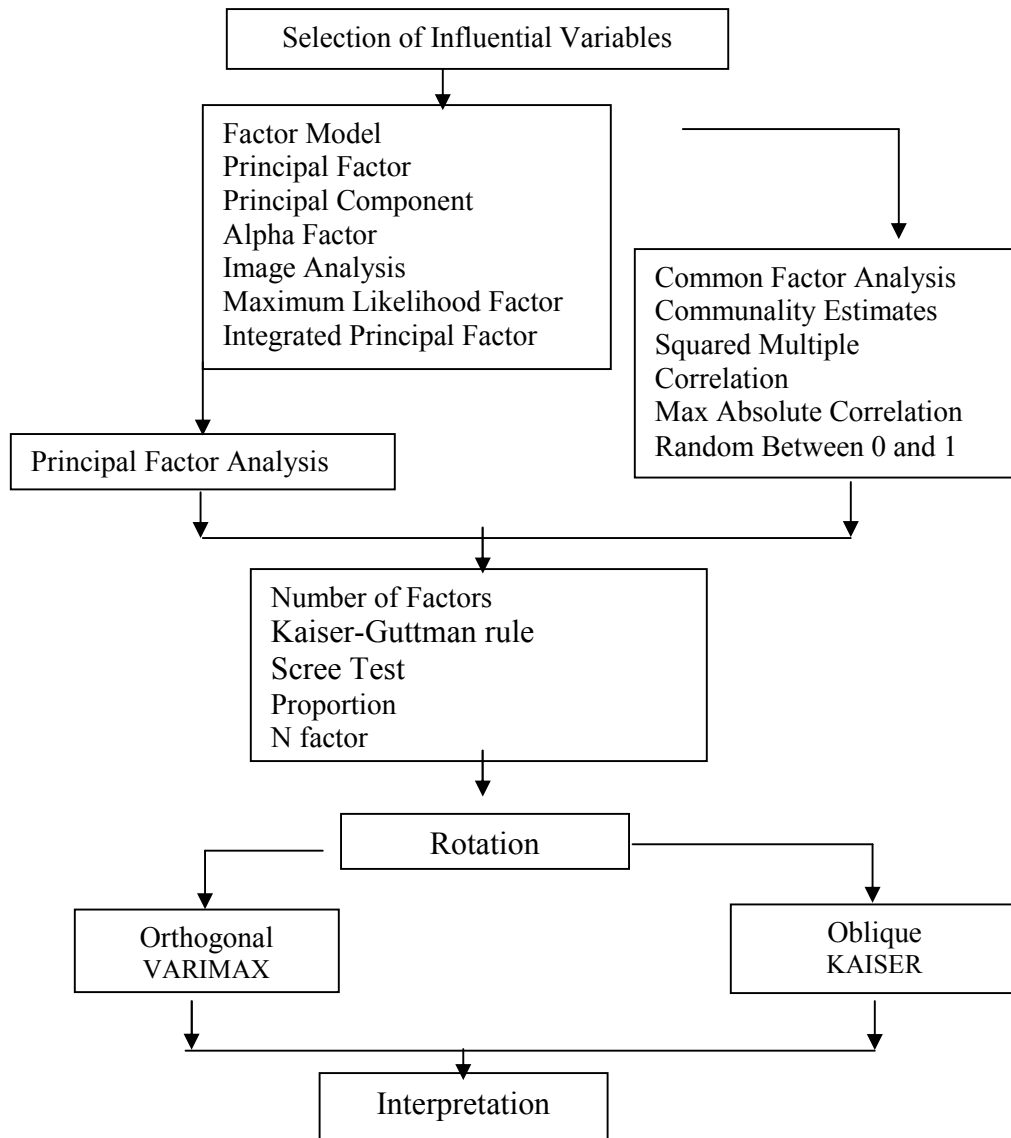 Selection of Influential Variables
Factor Model
Principal Factor
Principal Component
Alpha Factor
Image Analysis
Maximum Likelihood Factor
Integrated Principal Factor
Common Factor Analysis
Communality Estimates
Squared Multiple
Correlation
Max Absolute Correlation
Random Between 0 and 1
Principal Factor Analysis
Number of Factors
Kaiser-Guttman rule
Scree Test
Proportion
N factor
Rotation
Orthogonal
VARIMAX
Oblique
KAISER
Interpretation